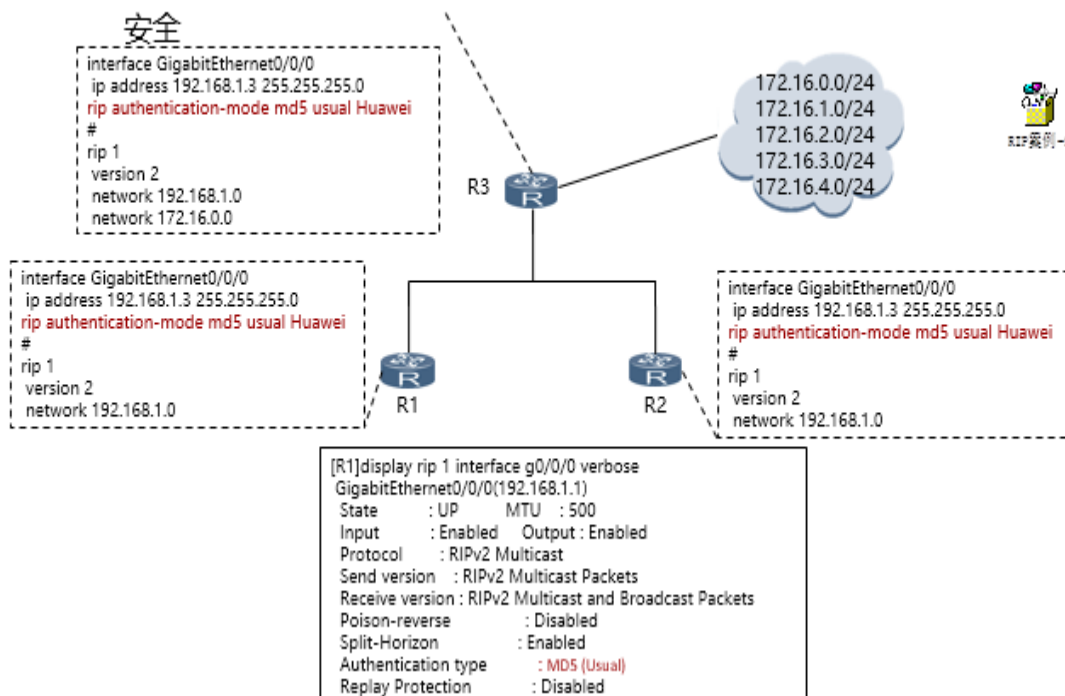 安全
interface GigabitEthernet0/0/0
ip address 192.168.1.3 255.255.255.0
rip authentication-mode md5 usual Huawei
#
rip 1
version 2
network 192.168.1.0
network 172.16.0.0
172.16.0.0/24
172.16.1.0/24
172.16.2.0/24
172.16.3.0/24
172.16.4.0/24
RIP案例-
R3
R
interface GigabitEthernet0/0/0
ip address 192.168.1.3 255.255.255.0
rip authentication-mode md5 usual Huawei
#
rip 1
version 2
network 192.168.1.0
R
R1
R
R2
interface GigabitEthernet0/0/0
ip address 192.168.1.3 255.255.255.0
rip authentication-mode md5 usual Huawei
#
rip 1
version 2
network 192.168.1.0
[R1]display rip 1 interface g0/0/0 verbose
GigabitEthernet0/0/0(192.168.1.1)
State : UP MTU : 500
Input : Enabled Output : Enabled
Protocol : RIPv2 Multicast
Send version : RIPv2 Multicast Packets
Receive version : RIPv2 Multicast and Broadcast Packets
Poison-reverse : Disabled
Split-Horizon : Enabled
Authentication type : MD5 (Usual)
Replay Protection : Disabled